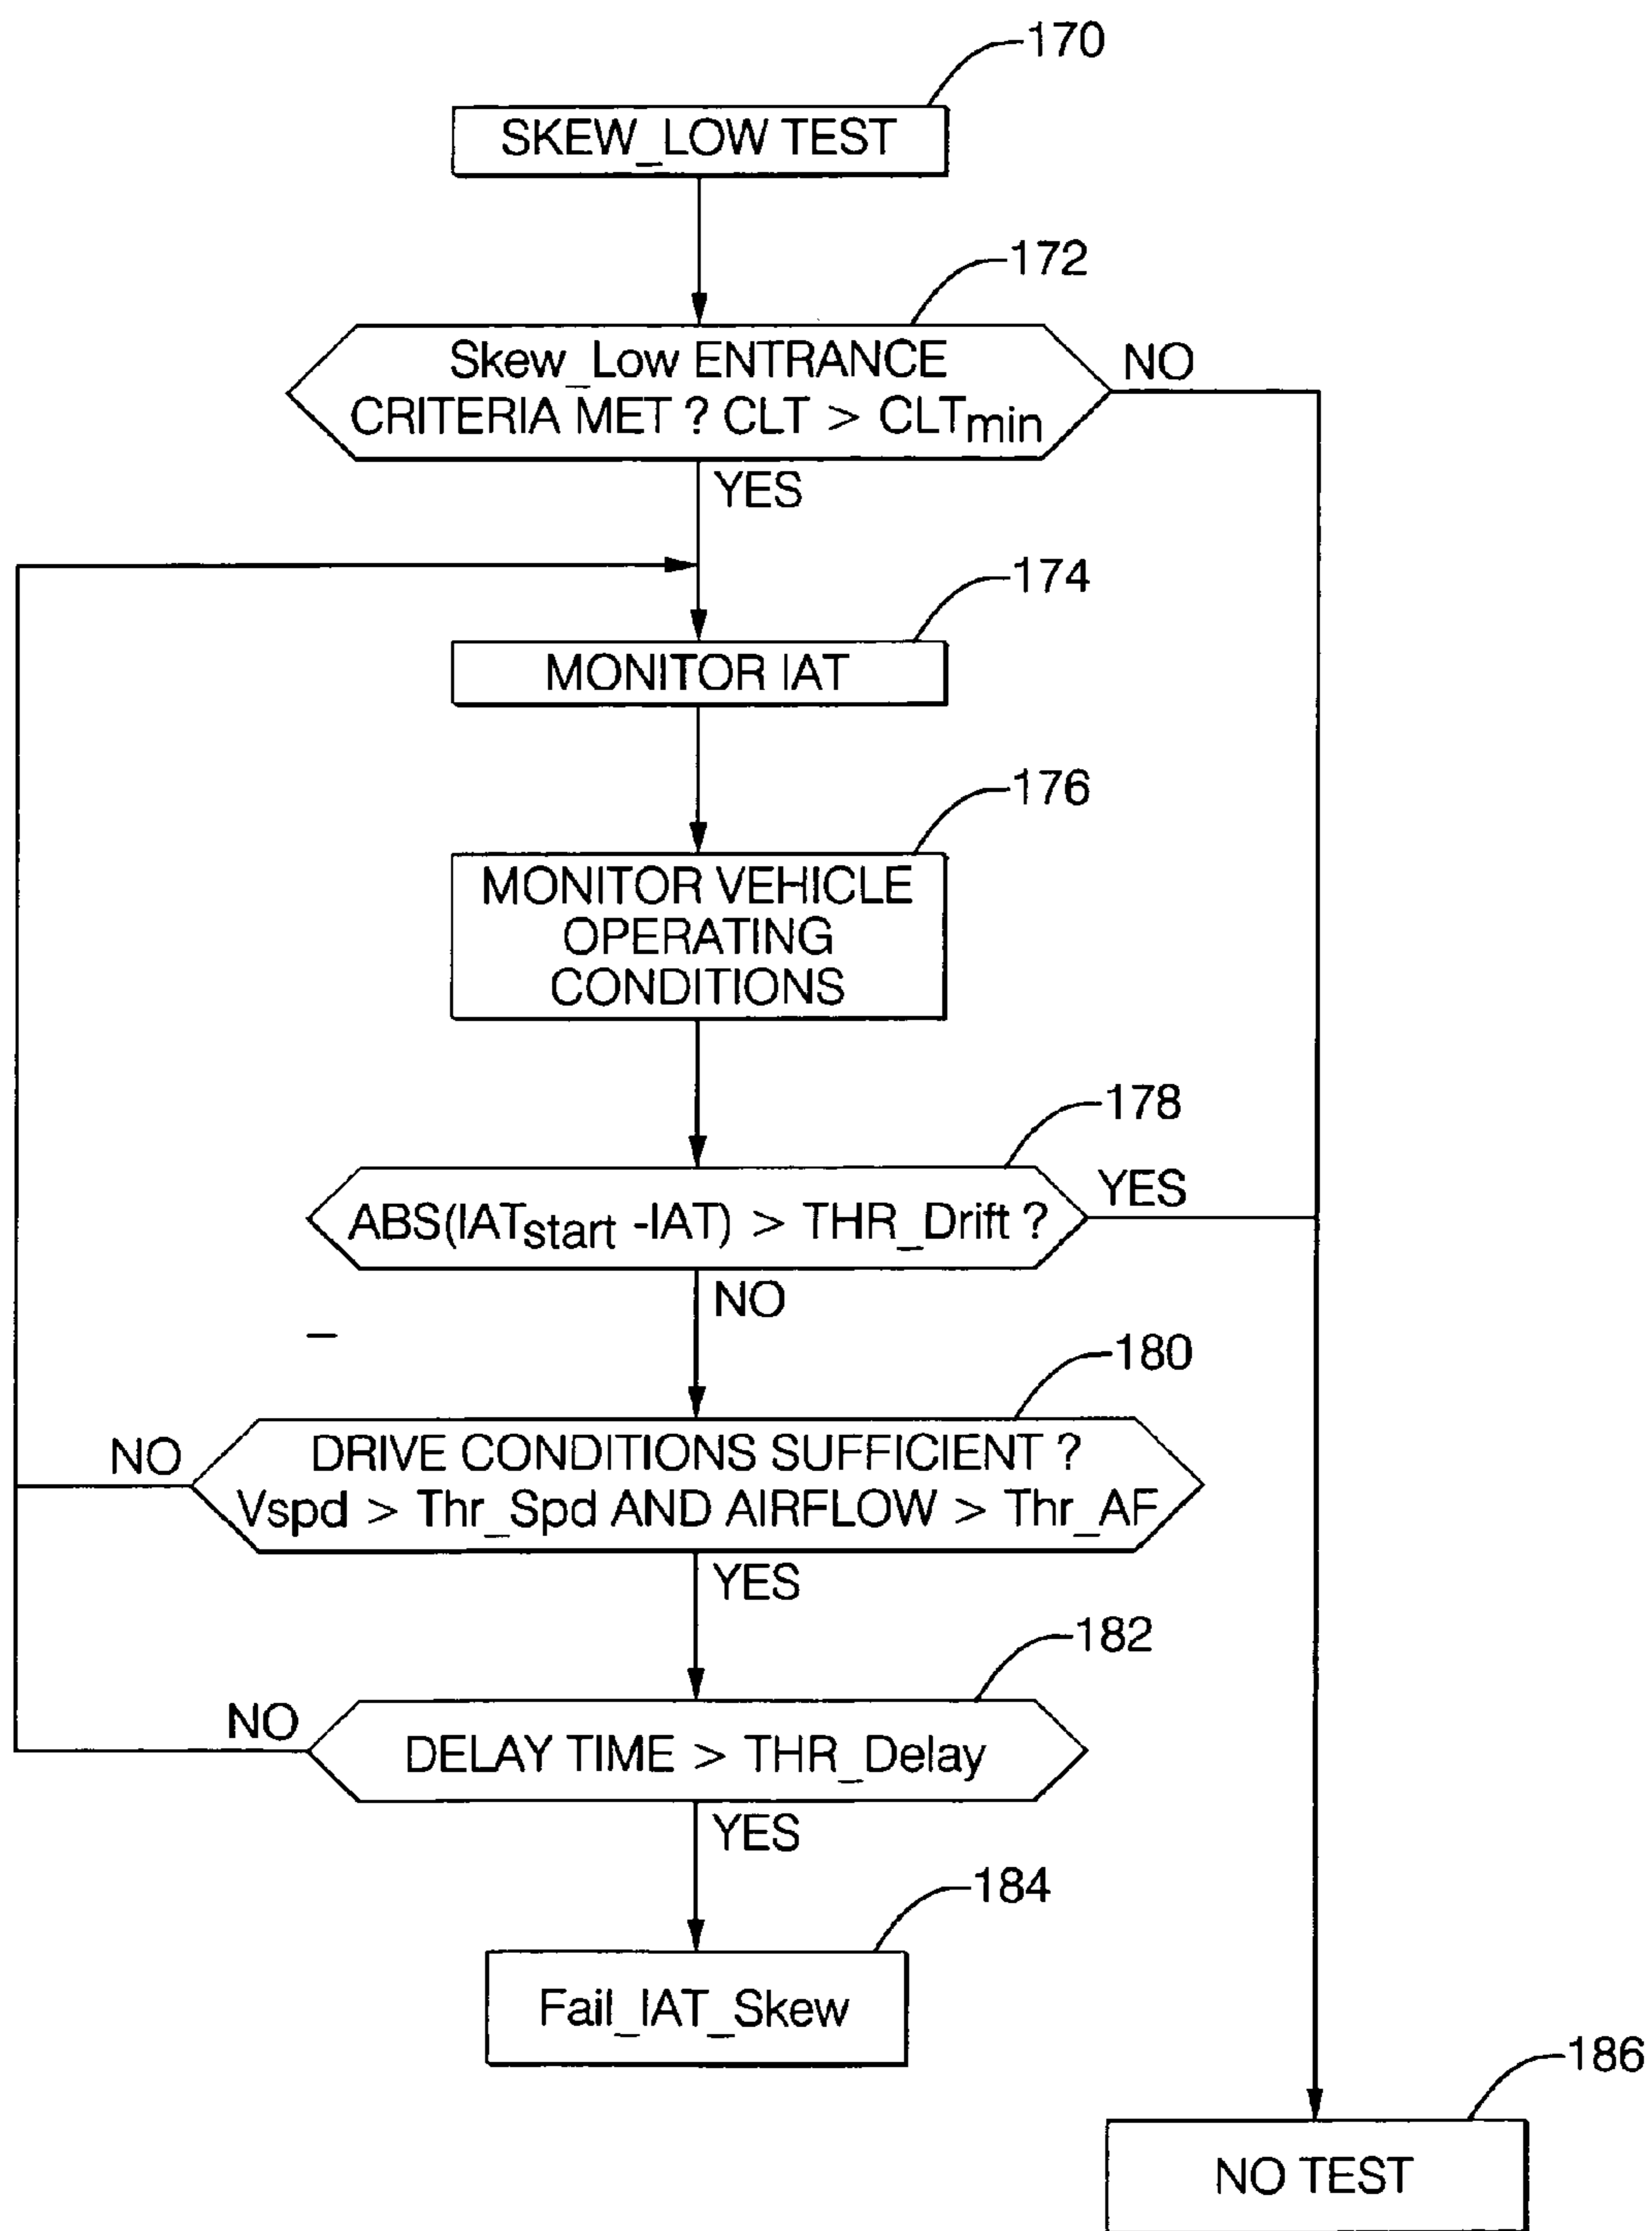 170
SKEW_LOW TEST
172
Skew_Low ENTRANCE
CRITERIA MET ? CLT > CLTmin
NO
YES
174
MONITOR IAT
176
MONITOR VEHICLE
OPERATING
CONDITIONS
178
ABS(IATstart -IAT) > THR_Drift ?
YES
NO
180
DRIVE CONDITIONS SUFFICIENT ?
Vspd > Thr_Spd AND AIRFLOW > Thr_AF
NO
YES
182
DELAY TIME > THR_Delay
NO
YES
184
Fail_IAT_Skew
186
NO TEST